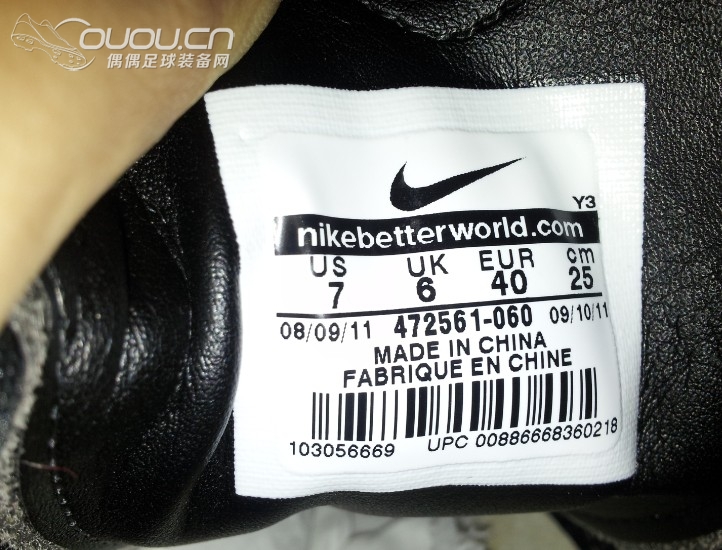 ouou.cn
偶偶足球装备网
Y3
nikebetterworld.com
US UK EUR cm
7 6 40 25
08/09/11 472561-060 09/10/11
MADE IN CHINA
FABRIQUE EN CHINE
103056669 UPC 00886668360218